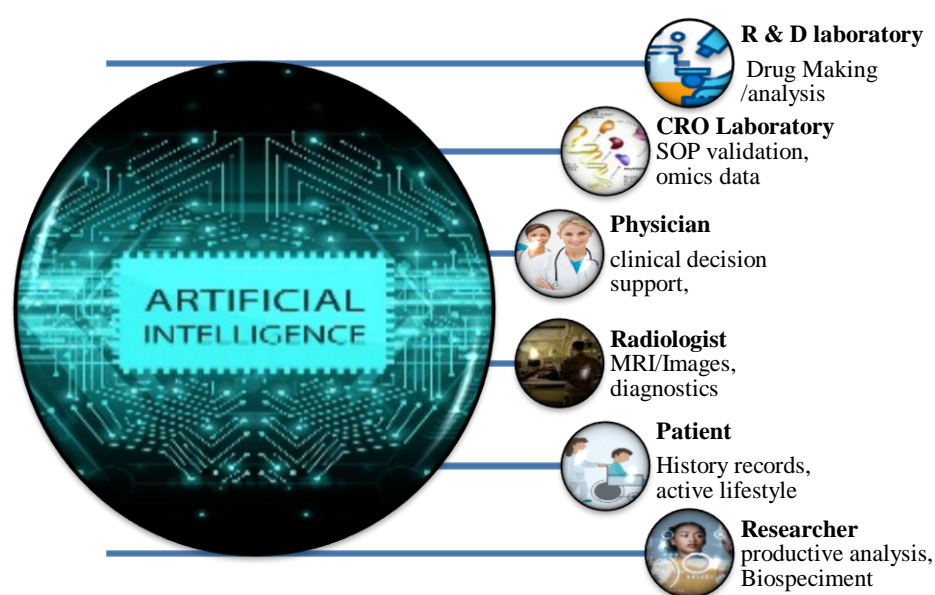 ARTIFICIAL
INTELLIGENCE
R & D laboratory
Drug Making
/analysis
CRO Laboratory
SOP validation,
omics data
Physician
clinical decision
support,
Radiologist
MRI/Images,
diagnostics
Patient
History records,
active lifestyle
Researcher
productive analysis,
Biospeciment